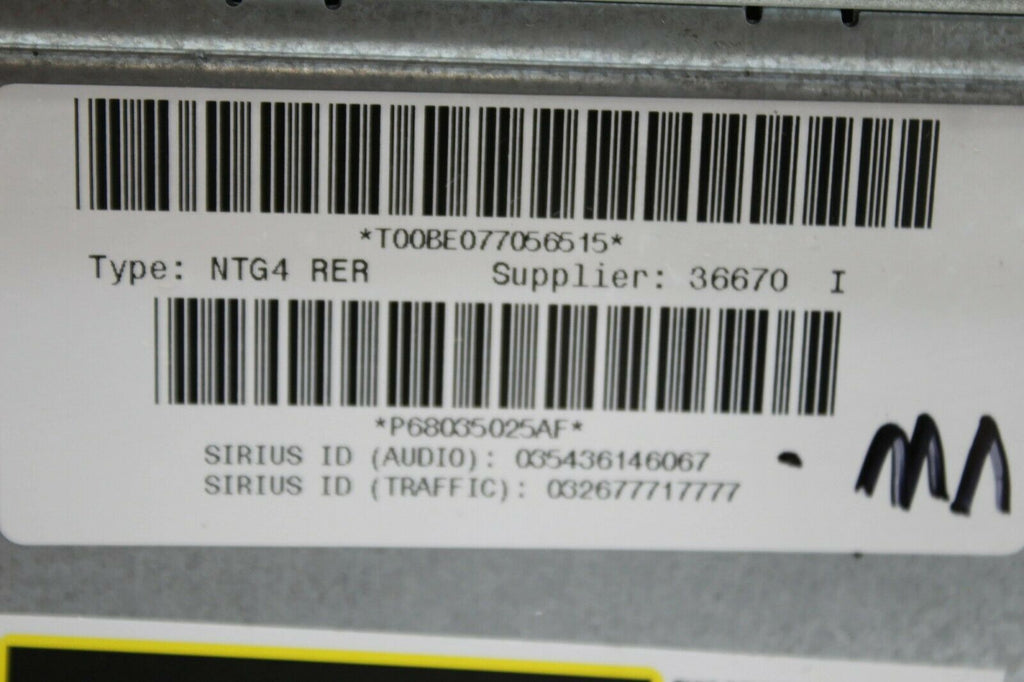 *T00BE077056515*
Type: NTG4 RER Supplier: 36670 I
*P68035025AF*
SIRIUS ID (AUDIO): 035436146067
SIRIUS ID (TRAFFIC): 032677717777